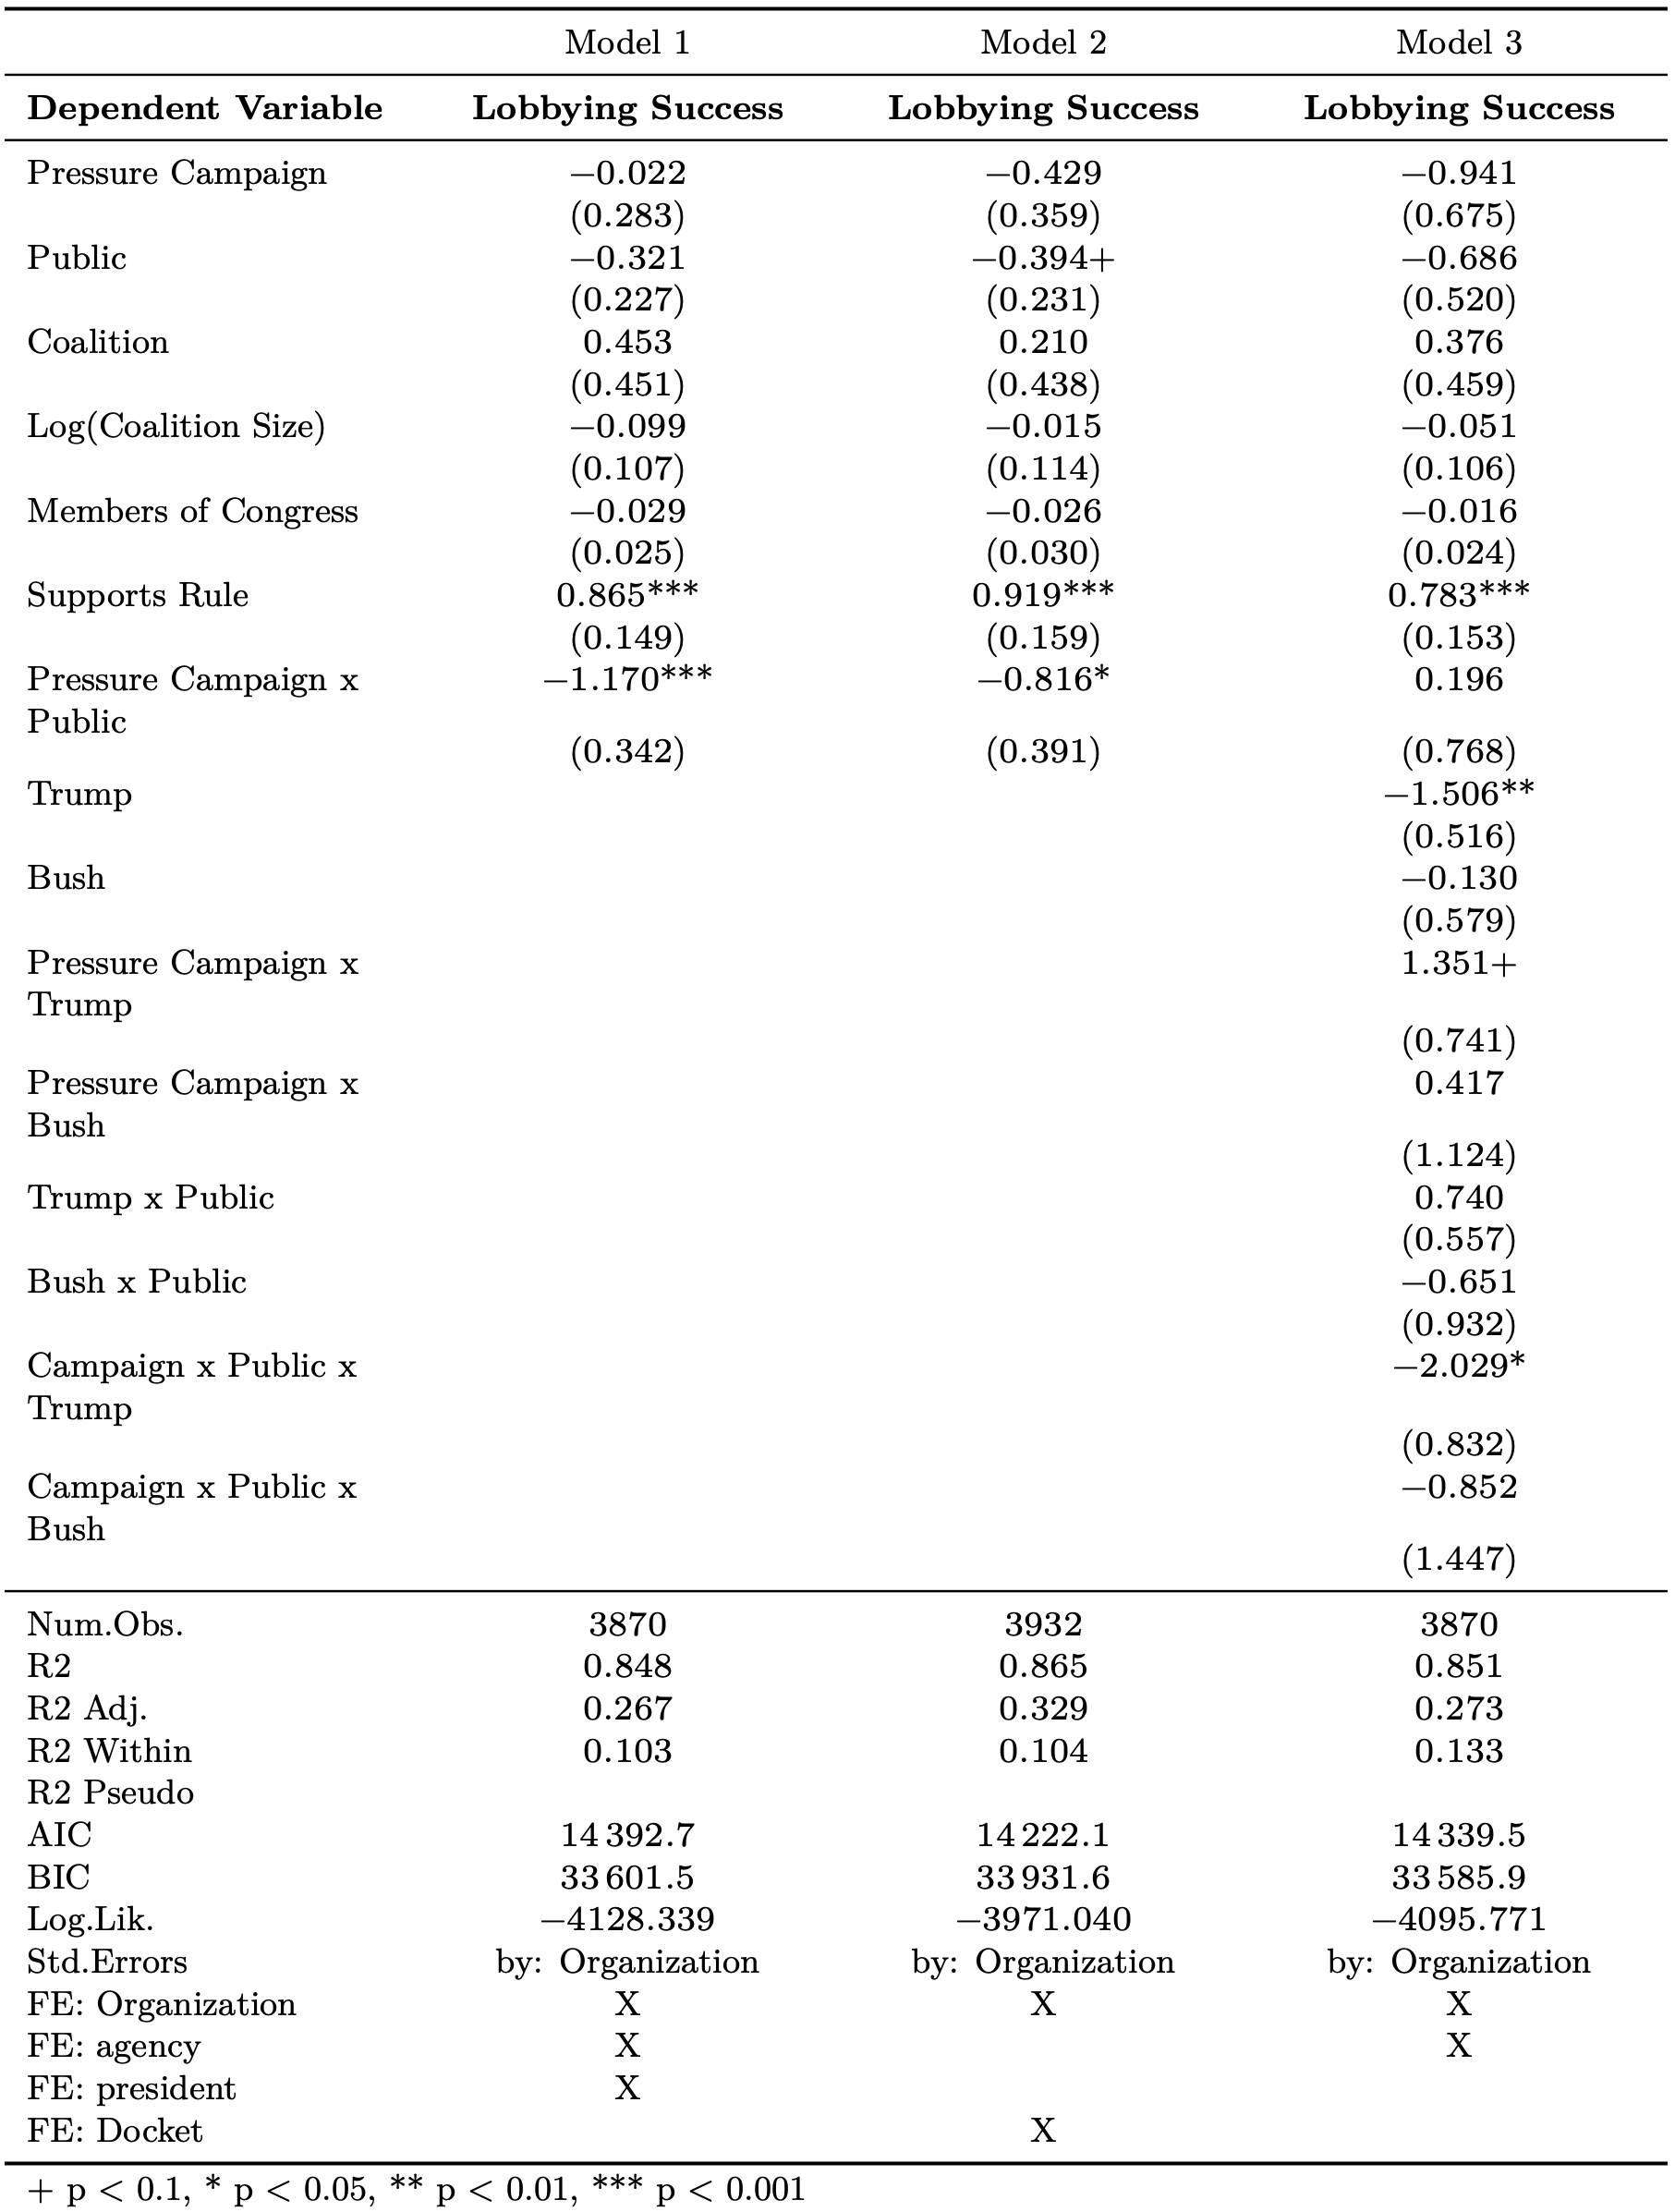 Model 1 Model 2 Model 3
Dependent Variable Lobbying Success Lobbying Success Lobbying Success
Pressure Campaign −0.022 −0.429 −0.941
(0.283) (0.359) (0.675)
Public −0.321 −0.394+ −0.686
(0.227) (0.231) (0.520)
Coalition 0.453 0.210 0.376
(0.451) (0.438) (0.459)
Log(Coalition Size) −0.099 −0.015 −0.051
(0.107) (0.114) (0.106)
Members of Congress −0.029 −0.026 −0.016
(0.025) (0.030) (0.024)
Supports Rule 0.865*** 0.919*** 0.783***
(0.149) (0.159) (0.153)
Pressure Campaign x −1.170*** −0.816* 0.196
Public
(0.342) (0.391) (0.768)
Trump −1.506**
(0.516)
Bush −0.130
(0.579)
Pressure Campaign x 1.351+
Trump
(0.741)
Pressure Campaign x 0.417
Bush
(1.124)
Trump x Public 0.740
(0.557)
Bush x Public −0.651
(0.932)
Campaign x Public x −2.029*
Trump
(0.832)
Campaign x Public x −0.852
Bush
(1.447)
Num.Obs. 3870 3932 3870
R2 0.848 0.865 0.851
R2 Adj. 0.267 0.329 0.273
R2 Within 0.103 0.104 0.133
R2 Pseudo
AIC 14 392.7 14 222.1 14 339.5
BIC 33 601.5 33 931.6 33 585.9
Log.Lik. −4128.339 −3971.040 −4095.771
Std.Errors by: Organization by: Organization by: Organization
FE: Organization X X X
FE: agency X X
FE: president X
FE: Docket X
+ p < 0.1, * p < 0.05, ** p < 0.01, *** p < 0.001